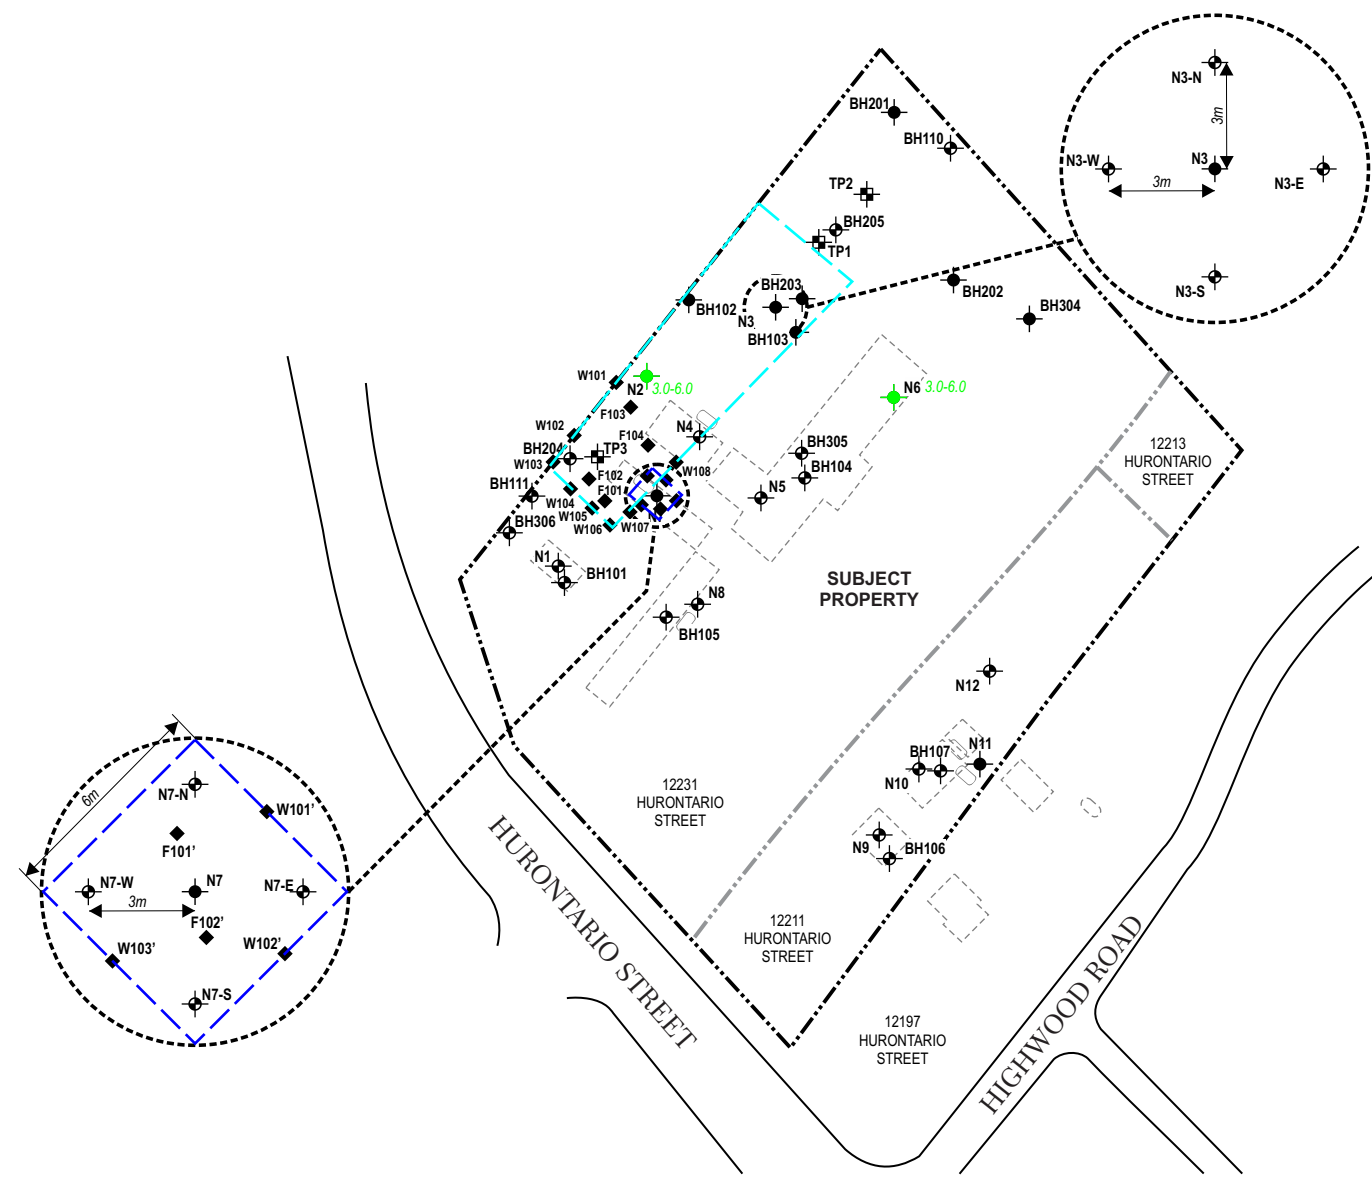 N3-N
3m
N3-W
N3
3m
N3-E
N3-S
BH201
BH110
TP2
BH205
TP1
BH203
BH202
BH102
N3
BH304
BH103
W101
N2
3.0-6.0
F103
N6
3.0-6.0
W102
F104
N4
BH204
TP3
BH305
W103
W108
F102
BH104
BH111
W104
F101
N5
W105
BH306
W106
W107
N1
BH101
N8
BH105
SUBJECT
PROPERTY
12213
HURONTARIO
STREET
N12
N11
BH107
N10
N9
BH106
12231
HURONTARIO
STREET
12211
HURONTARIO
STREET
12197
HURONTARIO
STREET
HURONTARIO STREET
HIGHWOOD ROAD
6m
N7-N
W101'
F101'
N7-W
N7
N7-E
3m
F102'
W103'
W102'
N7-S